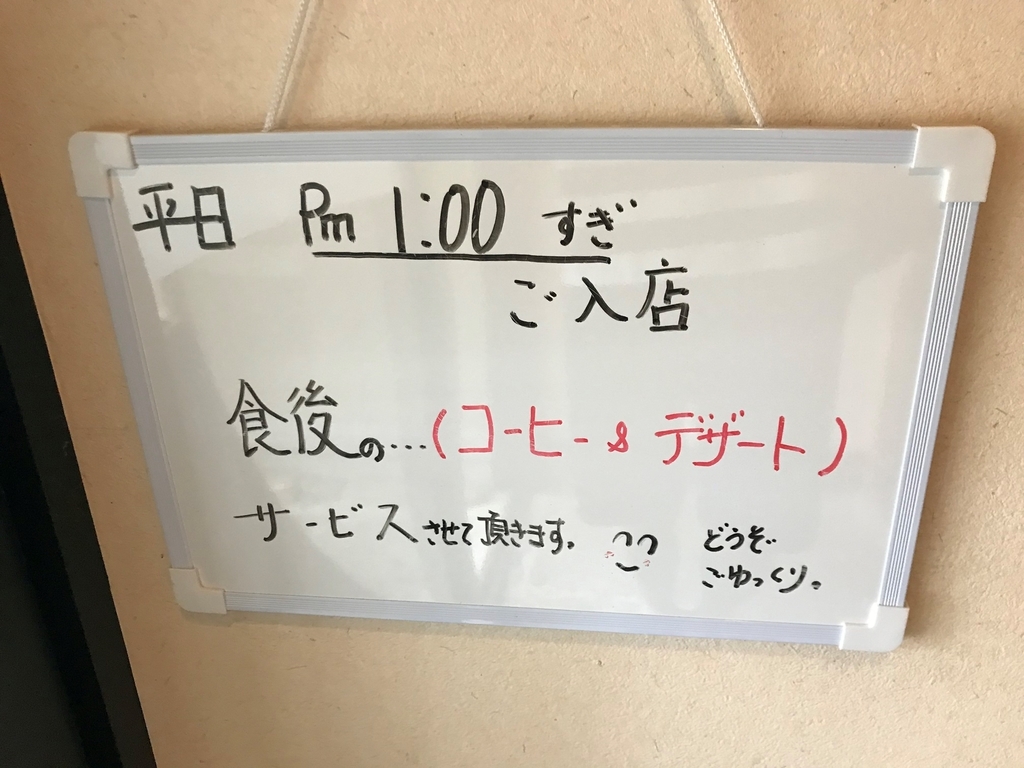 平日 Pm 1:00 すぎ
ご入店
食後の…(コーヒー & デザート)
サービスさせて頂きます。
どうぞ
ごゆっくり。